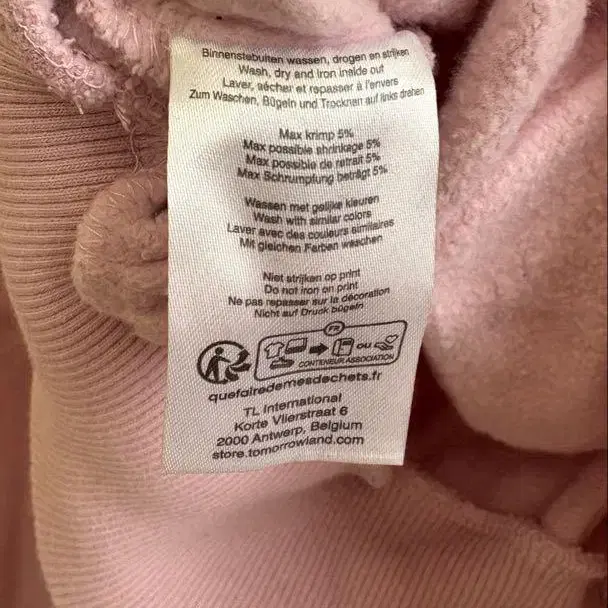 Binnenstebuiten wassen, drogen en strijken
Wash, dry and iron inside out
Laver, sécher et repasser à l'envers
Zum Waschen, Bügeln und Trocknen auf links drehen
Max krimp 5%
Max possible shrinkage 5%
Max possible de retrait 5%
Max Schrumpfung beträgt 5%
Wassen met gelijke kleuren
Wash with similar colors
Laver avec des couleurs similaires
Mit gleichen Farben waschen
Niet strijken op print
Do not iron on print
Ne pas repasser sur la décoration
Nicht auf Druck bügeln
FR
OU
CONTENEUR ASSOCIATION
quefairedemesdechets.fr
TL International
Korte Vlierstraat 6
2000 Antwerp, Belgium
store.tomorrowland.com